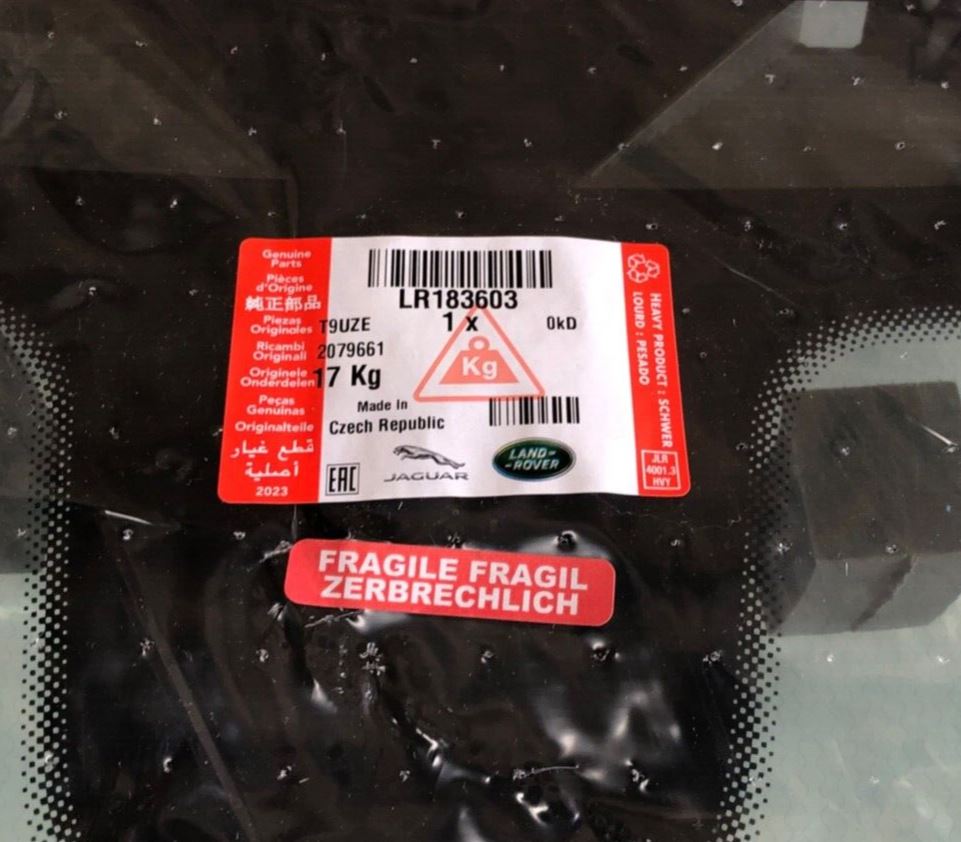 Genuine
Parts
Pièces
d'Origine
純正部品
Piezas
Originales
Ricambi
Originali
Originele
Onderdelen
Peças
Genuinas
Originalteile
قطع غيار
أصلية
2023
LR183603
T9UZE 1 x 0kD
2079661
17 Kg
Kg
Made in
Czech Republic
EAC
JAGUAR
LAND-
-ROVER
HEAVY PRODUCT : SCHWER
LOURD : PESADO
JLR
4001.3
HVY
FRAGILE FRAGIL
ZERBRECHLICH